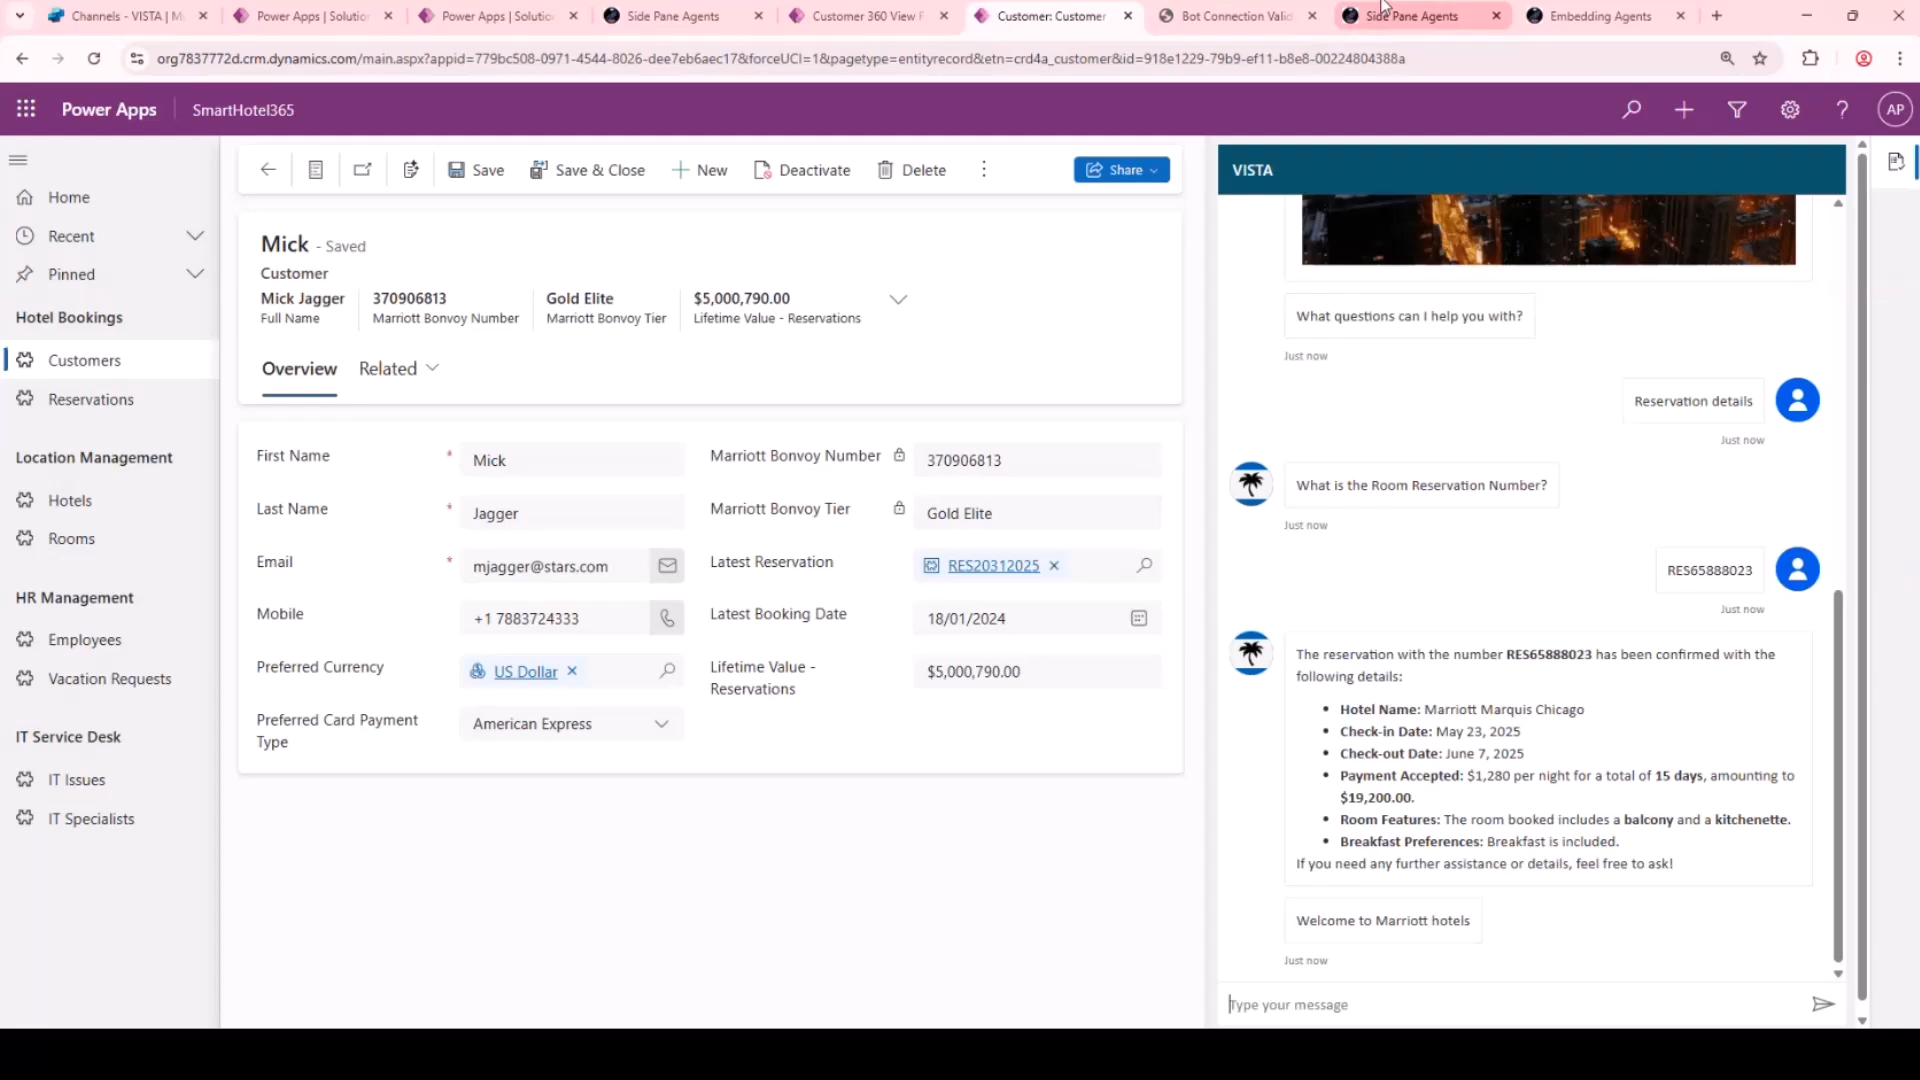 Channels - VISTA | M
Power Apps | Solutio
Power Apps | Solutio
Side Pane Agents
Customer 360 View F
Customer: Customer
Bot Connection Valid
Side Pane Agents
Embedding Agents
org7837772d.crm.dynamics.com/main.aspx?appid=779bc508-0971-4544-8026-dee7eb6aec17&forceUCI=1&pagetype=entityrecord&etn=crd4a_customer&id=918e1229-79b9-ef11-b8e8-00224804388a
Power Apps
SmartHotel365
AP
Home
Recent
Pinned
Hotel Bookings
Customers
Reservations
Location Management
Hotels
Rooms
HR Management
Employees
Vacation Requests
IT Service Desk
IT Issues
IT Specialists
Save
Save & Close
New
Deactivate
Delete
Share
Mick - Saved
Customer
Mick Jagger
Full Name
370906813
Marriott Bonvoy Number
Gold Elite
Marriott Bonvoy Tier
$5,000,790.00
Lifetime Value - Reservations
Overview
Related
First Name * Mick
Last Name * Jagger
Email * mjagger@stars.com
Mobile +1 7883724333
Preferred Currency US Dollar
Preferred Card Payment
Type
American Express
Marriott Bonvoy Number 370906813
Marriott Bonvoy Tier Gold Elite
Latest Reservation RES20312025
Latest Booking Date 18/01/2024
Lifetime Value -
Reservations
$5,000,790.00
VISTA
What questions can I help you with?
Just now
Reservation details
Just now
What is the Room Reservation Number?
Just now
RES65888023
Just now
The reservation with the number RES65888023 has been confirmed with the
following details:
• Hotel Name: Marriott Marquis Chicago
• Check-in Date: May 23, 2025
• Check-out Date: June 7, 2025
• Payment Accepted: $1,280 per night for a total of 15 days, amounting to
$19,200.00.
• Room Features: The room booked includes a balcony and a kitchenette.
• Breakfast Preferences: Breakfast is included.
If you need any further assistance or details, feel free to ask!
Welcome to Marriott hotels
Just now
Type your message